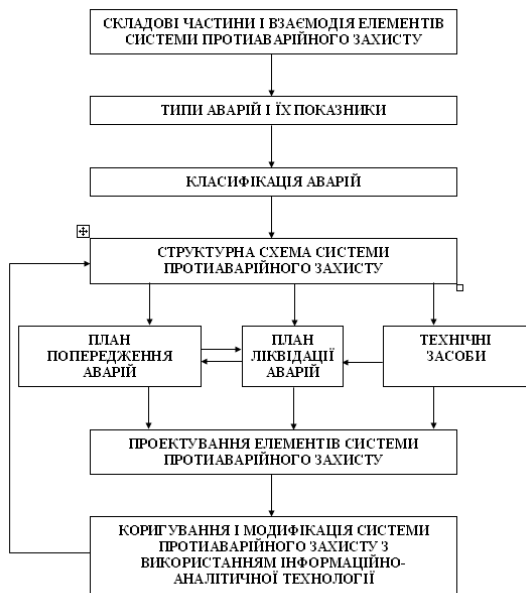 СКЛАДОВІ ЧАСТИНИ І ВЗАЄМОДІЯ ЕЛЕМЕНТІВ
СИСТЕМИ ПРОТИАВАРІЙНОГО ЗАХИСТУ
ТИПИ АВАРІЙ І ЇХ ПОКАЗНИКИ
КЛАСИФІКАЦІЯ АВАРІЙ
СТРУКТУРНА СХЕМА СИСТЕМИ
ПРОТИАВАРІЙНОГО ЗАХИСТУ
ПЛАН
ПОПЕРЕДЖЕННЯ
АВАРІЙ
ПЛАН
ЛІКВІДАЦІЇ
АВАРІЙ
ТЕХНІЧНІ
ЗАСОБИ
ПРОЕКТУВАННЯ ЕЛЕМЕНТІВ СИСТЕМИ
ПРОТИАВАРІЙНОГО ЗАХИСТУ
КОРИГУВАННЯ І МОДИФІКАЦІЯ СИСТЕМИ
ПРОТИАВАРІЙНОГО ЗАХИСТУ З
ВИКОРИСТАННЯМ ІНФОРМАЦІЙНО-
АНАЛІТИЧНОЇ ТЕХНОЛОГІЇ